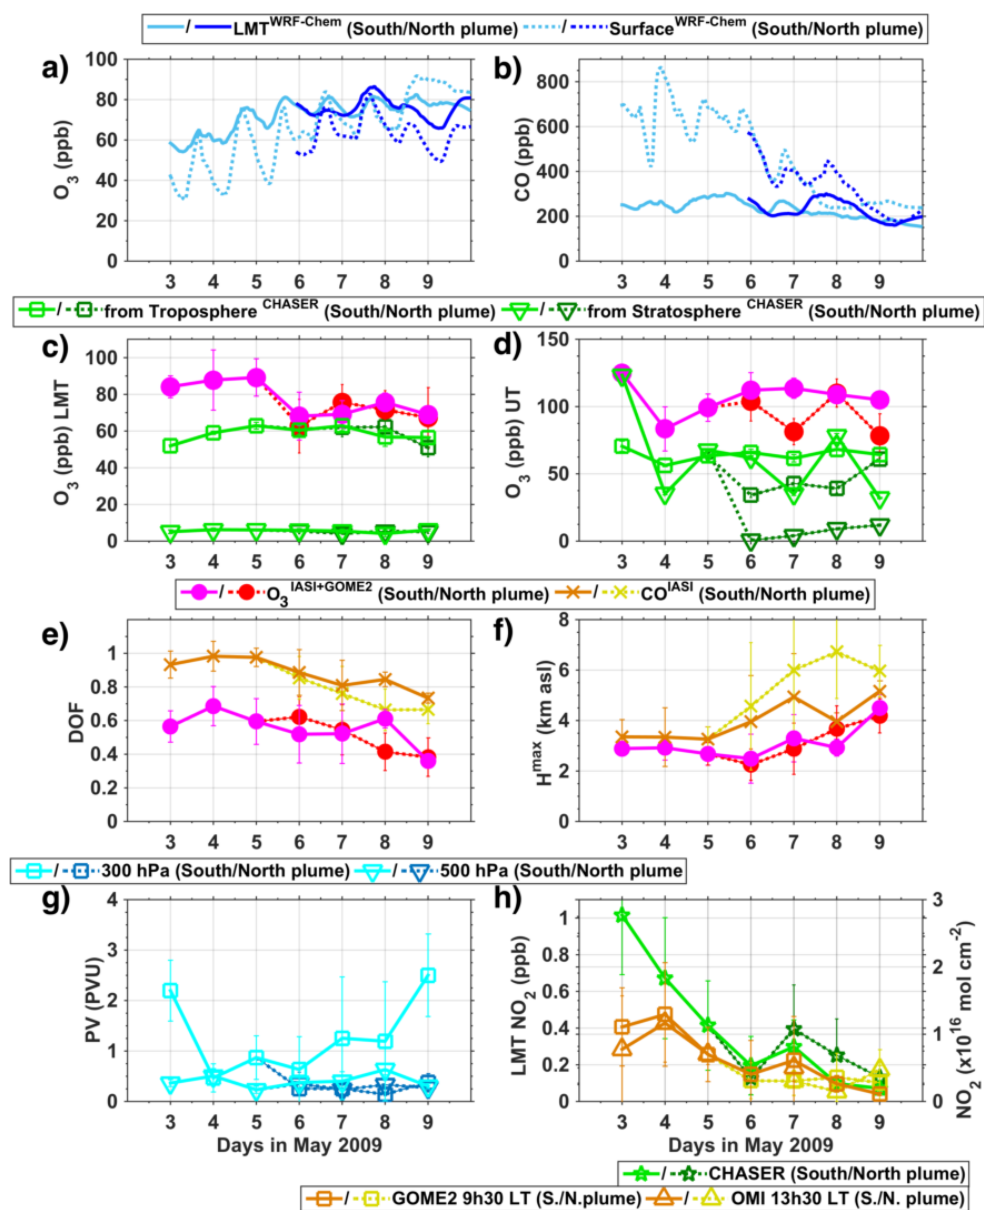 / LMT^WRF-Chem (South/North plume) / Surface^WRF-Chem (South/North plume)
a) b)
100
80
60
40
20
0
O₃ (ppb)
3 4 5 6 7 8 9
800
600
400
200
0
CO (ppb)
3 4 5 6 7 8 9
/ from Troposphere^CHASER (South/North plume) / from Stratosphere^CHASER (South/North plume)
c) d)
100
80
60
40
20
0
O₃ (ppb) LMT
3 4 5 6 7 8 9
150
100
50
0
O₃ (ppb) UT
3 4 5 6 7 8 9
/ O₃^IASI+GOME2 (South/North plume) / CO^IASI (South/North plume)
e) f)
1
0.8
0.6
0.4
0.2
0
DOF
3 4 5 6 7 8 9
8
6
4
2
0
H^max (km asl)
3 4 5 6 7 8 9
/ 300 hPa (South/North plume) / 500 hPa (South/North plume
g) h)
4
3
2
1
0
PV (PVU)
3 4 5 6 7 8 9
Days in May 2009
1
0.8
0.6
0.4
0.2
0
LMT NO₂ (ppb)
3
2
1
0
NO₂ (x10¹⁶ mol cm⁻²)
3 4 5 6 7 8 9
Days in May 2009
/ CHASER (South/North plume)
/ GOME2 9h30 LT (S./N.plume) / OMI 13h30 LT (S./N. plume)